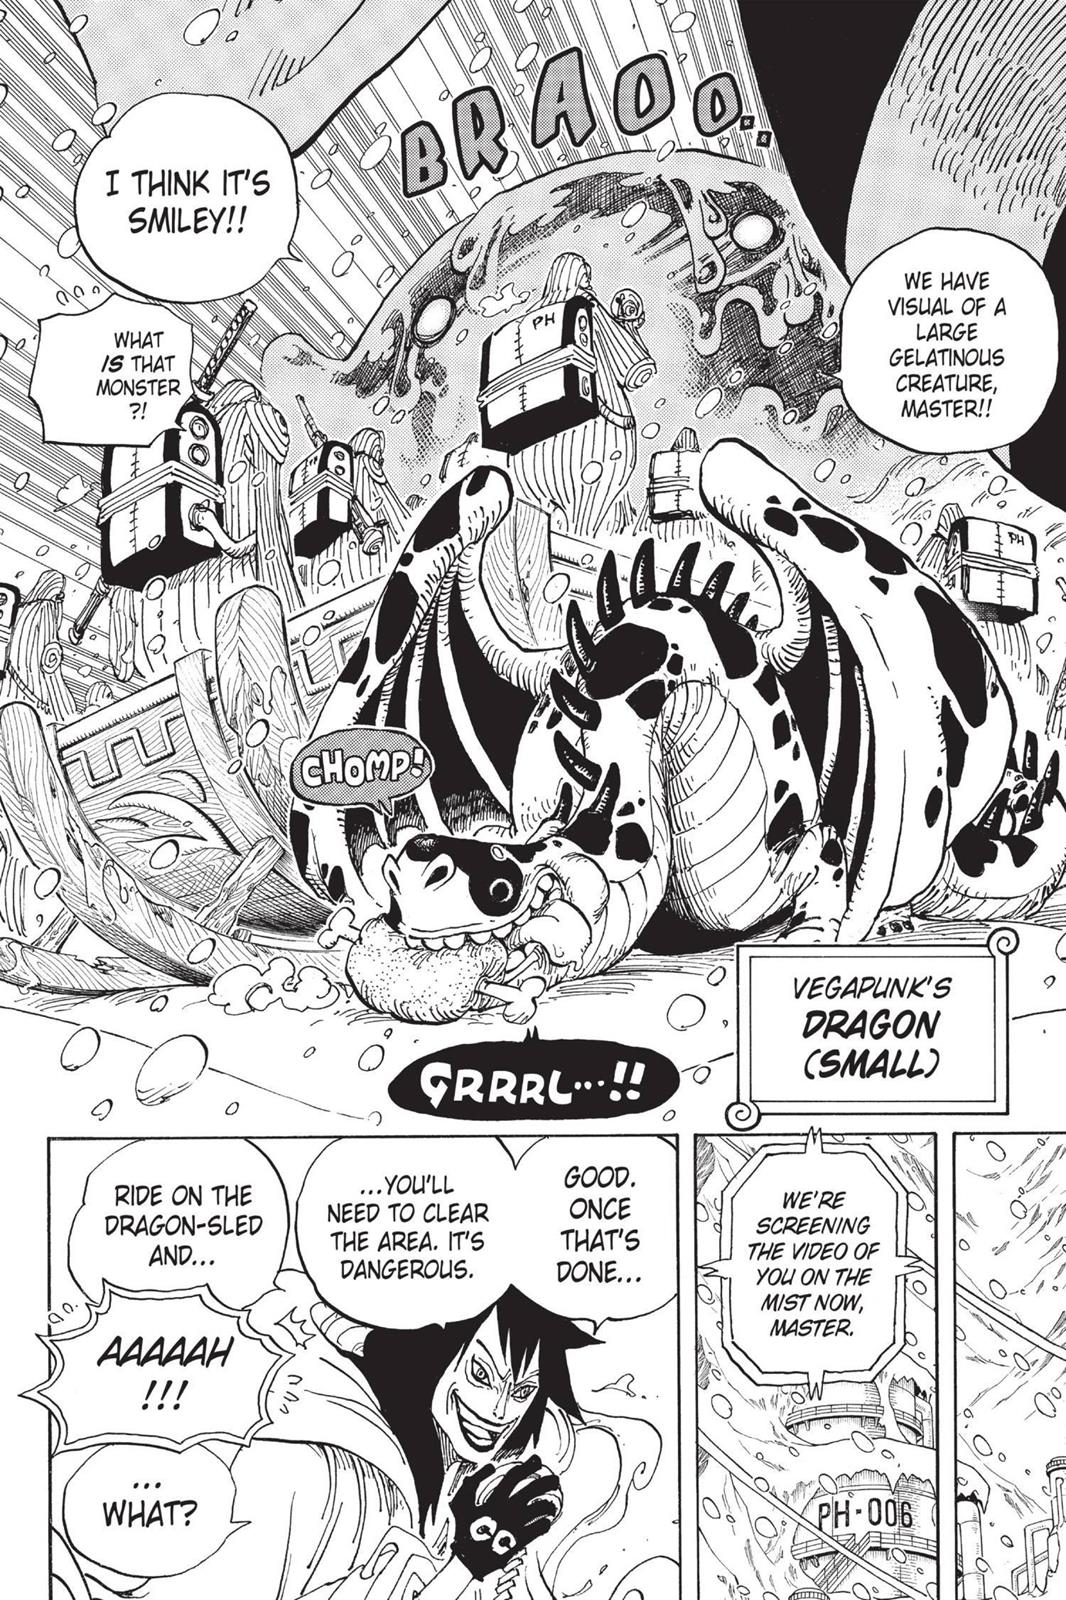 BRAOO..
I THINK IT'S
SMILEY!!
WHAT
IS THAT
MONSTER
?!
WE HAVE
VISUAL OF A
LARGE
GELATINOUS
CREATURE,
MASTER!!
PH
PH
CHOMP!
VEGAPUNK'S
DRAGON
(SMALL)
GRRRL...!!
WE'RE
SCREENING
THE VIDEO OF
YOU ON THE
MIST NOW,
MASTER.
PH-006
GOOD.
ONCE
THAT'S
DONE...
...YOU'LL
NEED TO CLEAR
THE AREA. IT'S
DANGEROUS.
RIDE ON THE
DRAGON-SLED
AND...
AAAAAH
!!!
...
WHAT?
CC